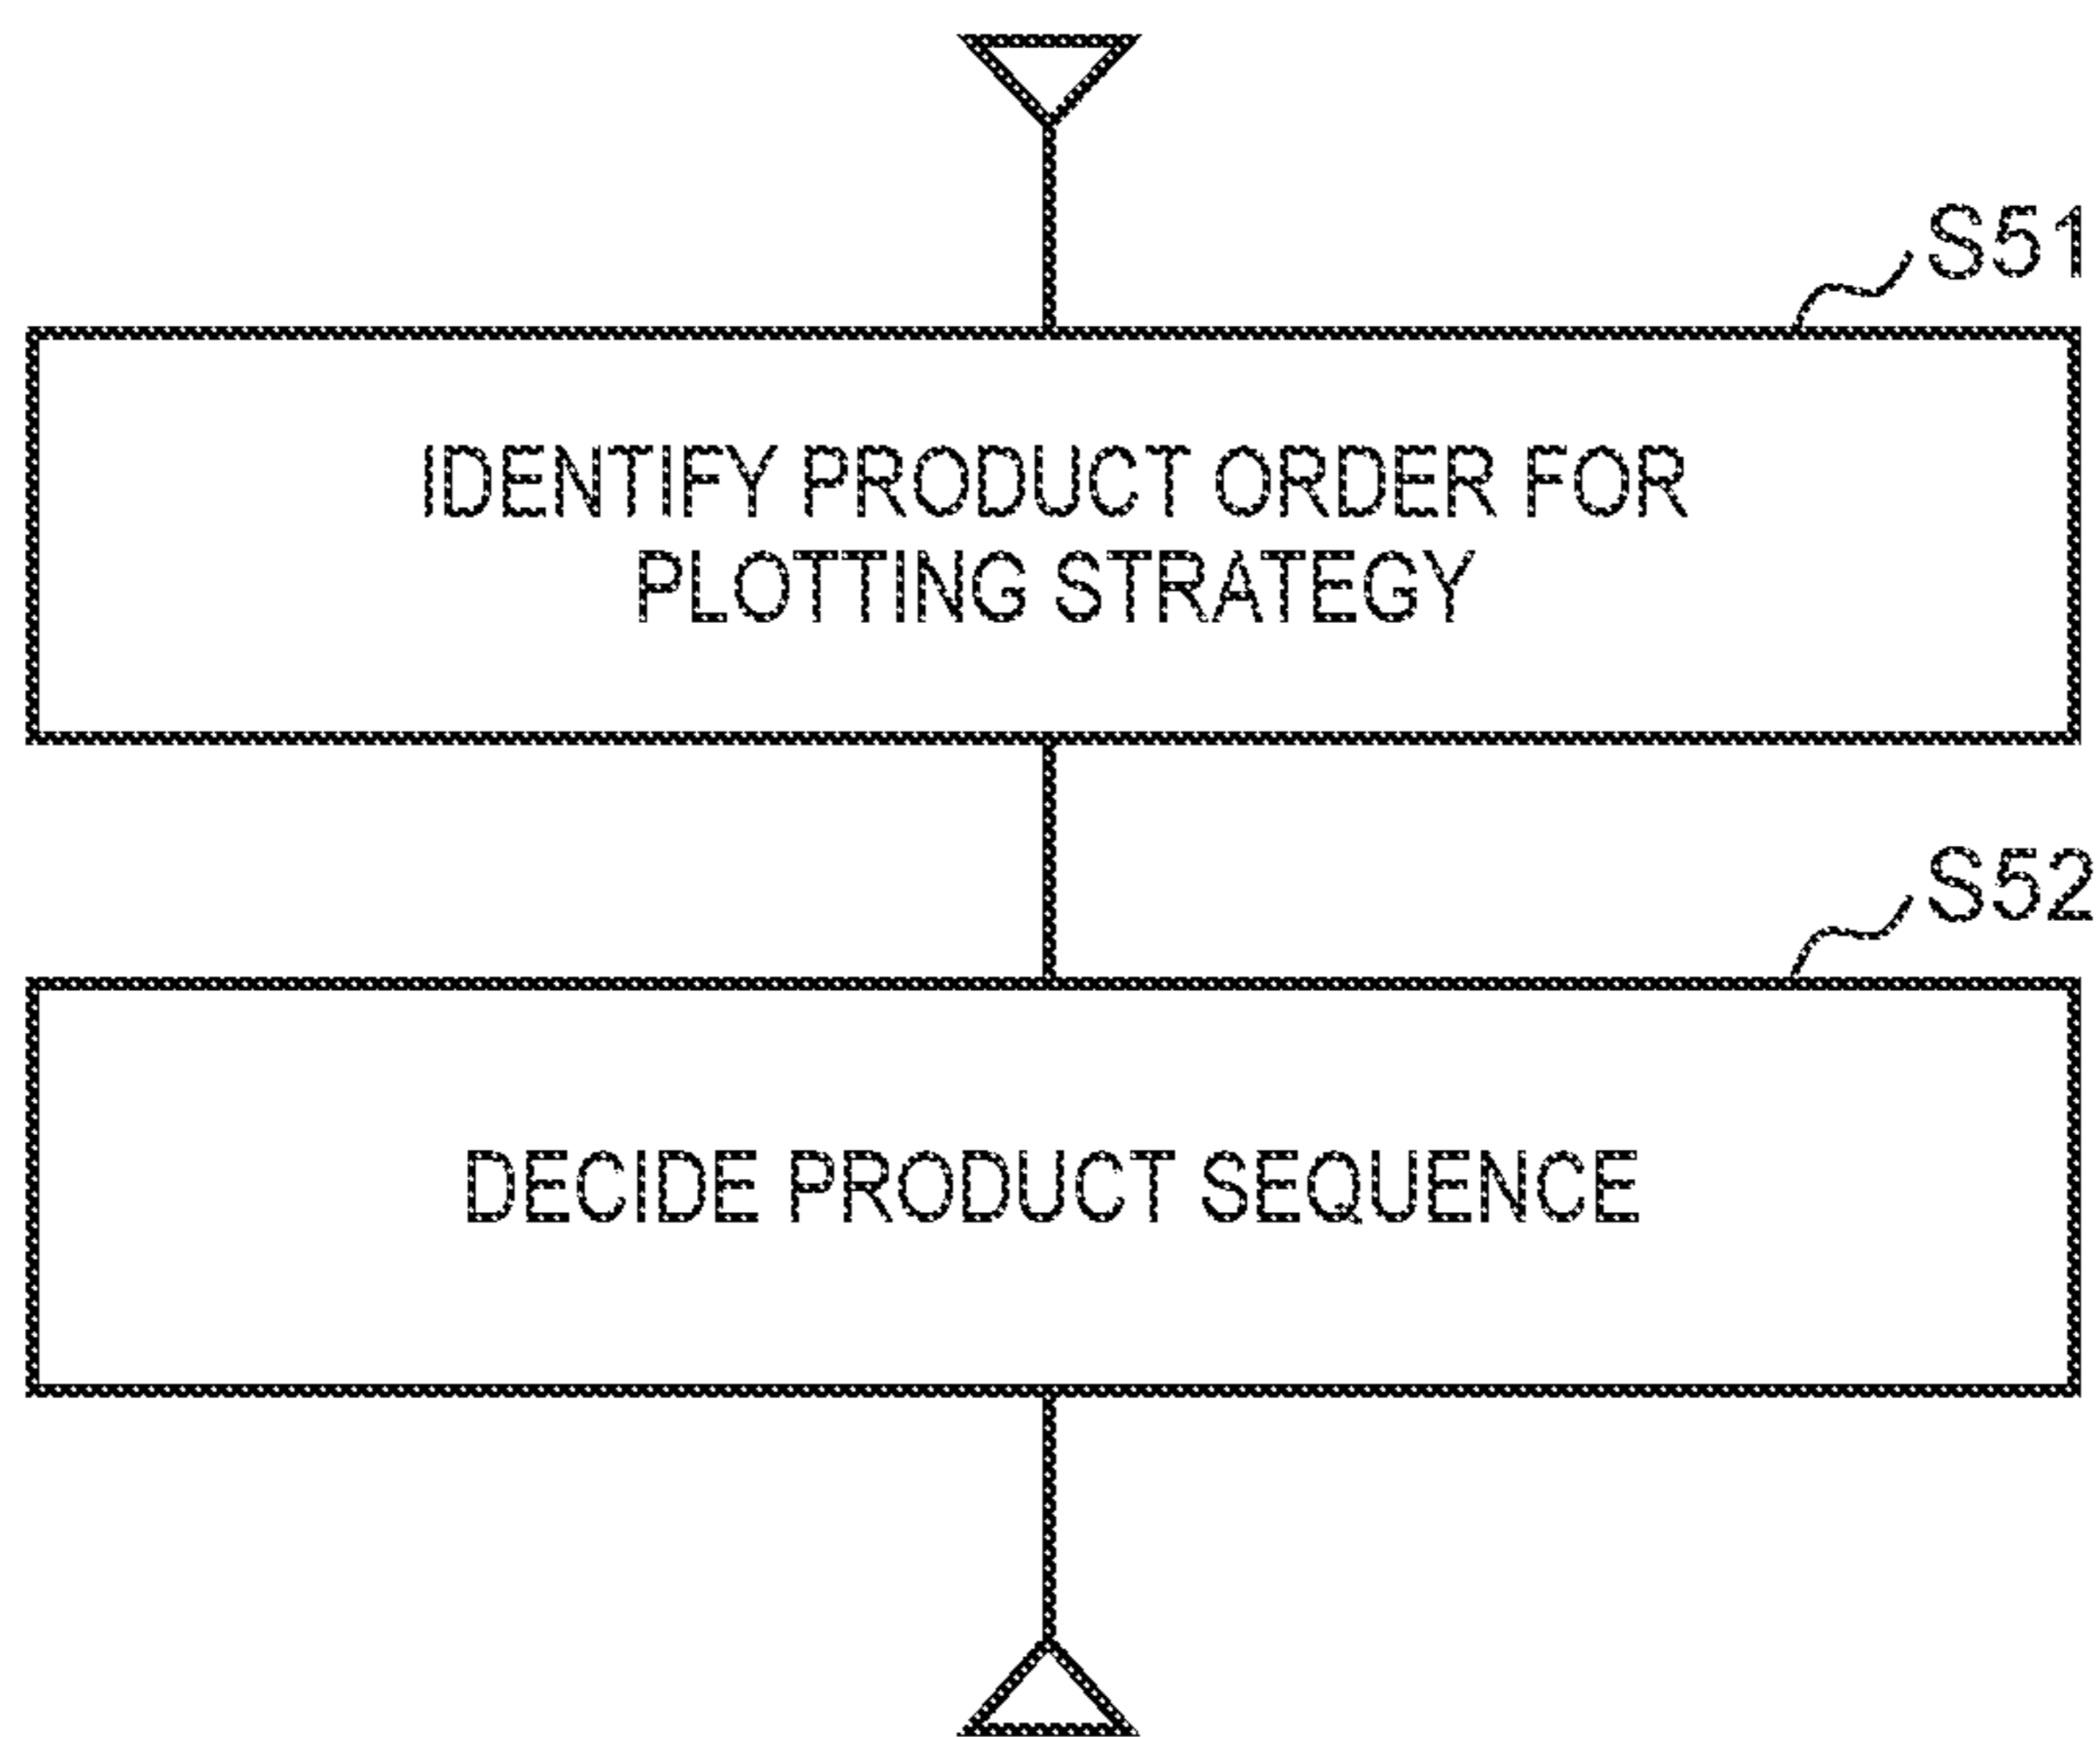 S51
IDENTIFY PRODUCT ORDER FOR
PLOTTING STRATEGY
S52
DECIDE PRODUCT SEQUENCE